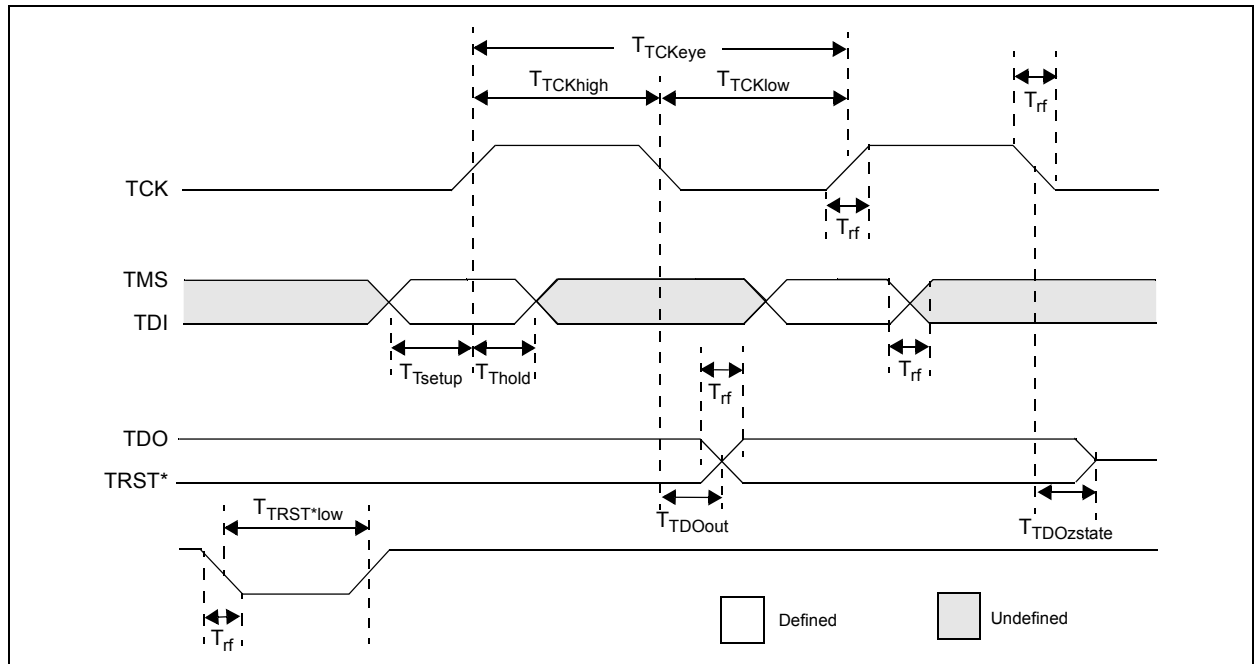 TTCKeye
TTCKhigh
TTCKlow
Trf
TCK
Trf
TMS
TDI
TTsetup
TThold
Trf
Trf
TDO
TRST*
TTRST*low
TTDOout
TTDOzstate
Trf
Defined
Undefined